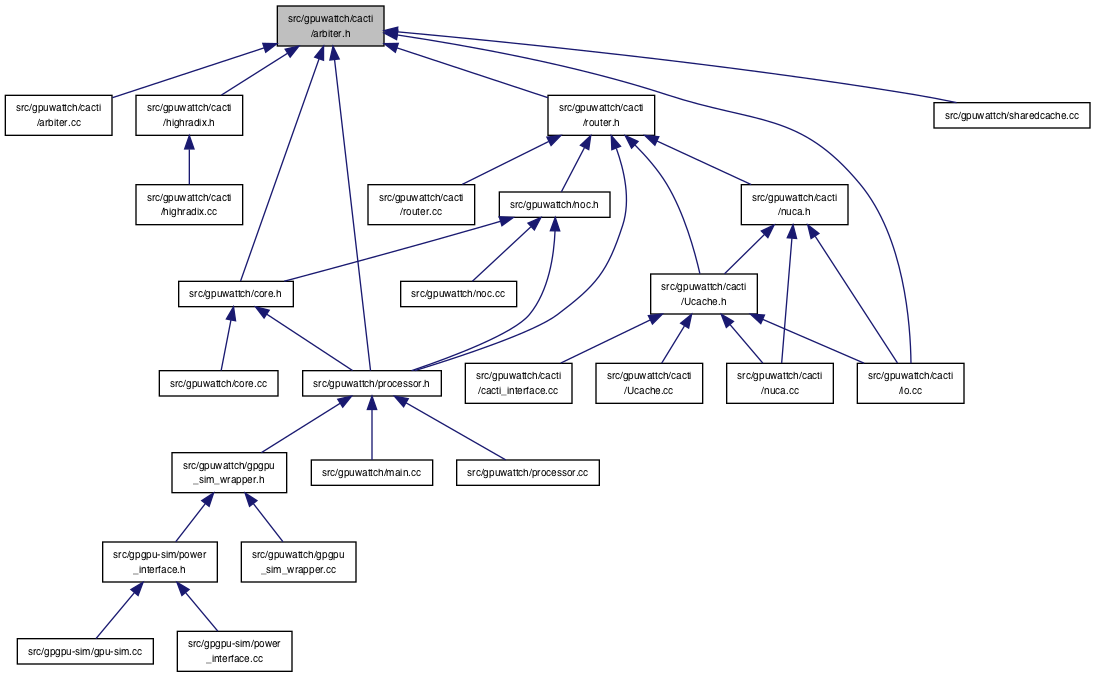 src/gpuwattch/cacti
/arbiter.h
src/gpuwattch/cacti
/arbiter.cc
src/gpuwattch/cacti
/highradix.h
src/gpuwattch/cacti
/router.h
src/gpuwattch/sharedcache.cc
src/gpuwattch/cacti
/highradix.cc
src/gpuwattch/cacti
/router.cc
src/gpuwattch/noc.h
src/gpuwattch/cacti
/nuca.h
src/gpuwattch/core.h
src/gpuwattch/noc.cc
src/gpuwattch/cacti
/Ucache.h
src/gpuwattch/core.cc
src/gpuwattch/processor.h
src/gpuwattch/cacti
/cacti_interface.cc
src/gpuwattch/cacti
/Ucache.cc
src/gpuwattch/cacti
/nuca.cc
src/gpuwattch/cacti
/io.cc
src/gpuwattch/gpgpu
_sim_wrapper.h
src/gpuwattch/main.cc
src/gpuwattch/processor.cc
src/gpgpu-sim/power
_interface.h
src/gpuwattch/gpgpu
_sim_wrapper.cc
src/gpgpu-sim/gpu-sim.cc
src/gpgpu-sim/power
_interface.cc